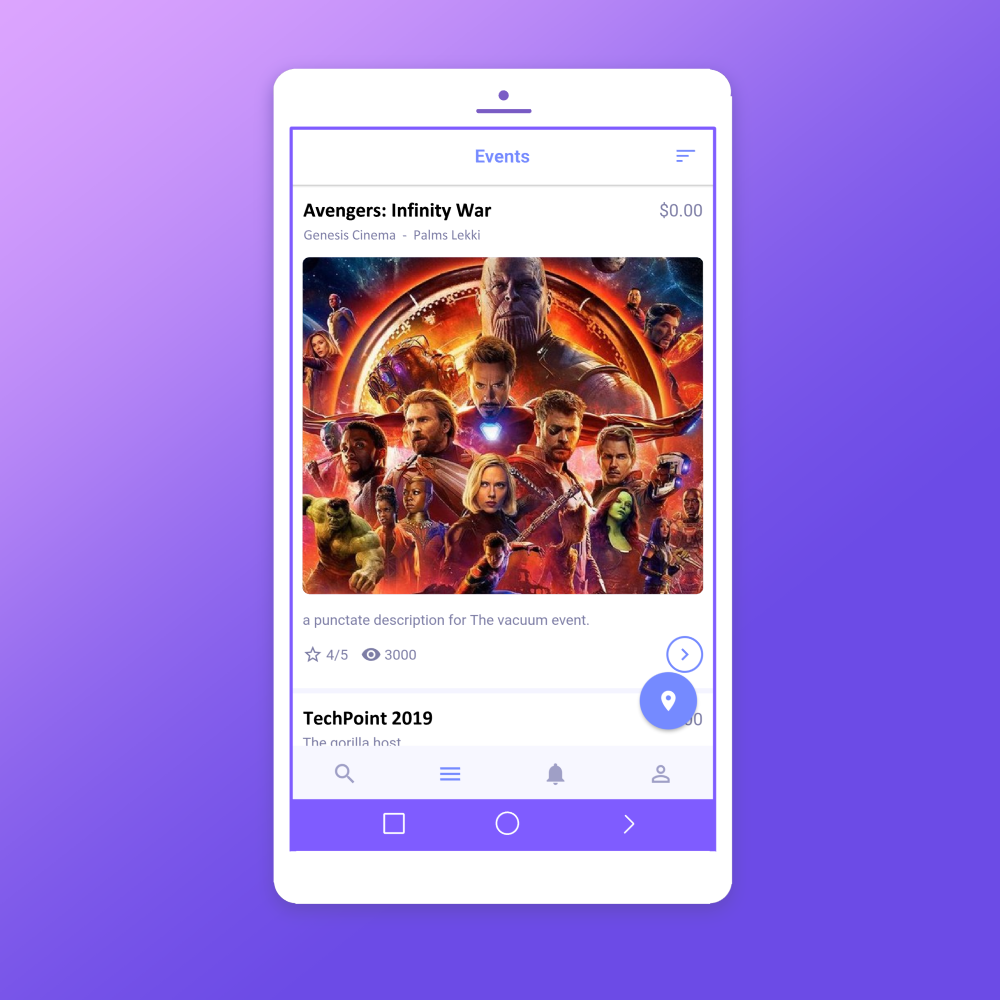 Events
Avengers: Infinity War
$0.00
Genesis Cinema - Palms Lekki
a punctate description for The vacuum event.
4/5 3000
TechPoint 2019
00
The gorilla host